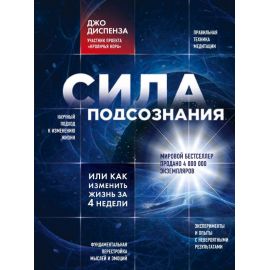 ДЖО
ДИСПЕНЗА
УЧАСТНИК ПРОЕКТА
«КРОЛИЧЬЯ НОРА»
ПРАВИЛЬНАЯ
ТЕХНИКА
МЕДИТАЦИИ
СИЛА
ПОДСОЗНАНИЯ
НАУЧНЫЙ
ПОДХОД
К ИЗМЕНЕНИЮ
ЖИЗНИ
МИРОВОЙ БЕСТСЕЛЛЕР
ПРОДАНО 4 000 000
ЭКЗЕМПЛЯРОВ
ИЛИ КАК
ИЗМЕНИТЬ
ЖИЗНЬ ЗА
4 НЕДЕЛИ
ЭКСПЕРИМЕНТЫ
И ОПЫТЫ
С НЕВЕРОЯТНЫМИ
РЕЗУЛЬТАТАМИ
ФУНДАМЕНТАЛЬНАЯ
ПЕРЕСТРОЙКА
МЫСЛЕЙ И ЭМОЦИЙ